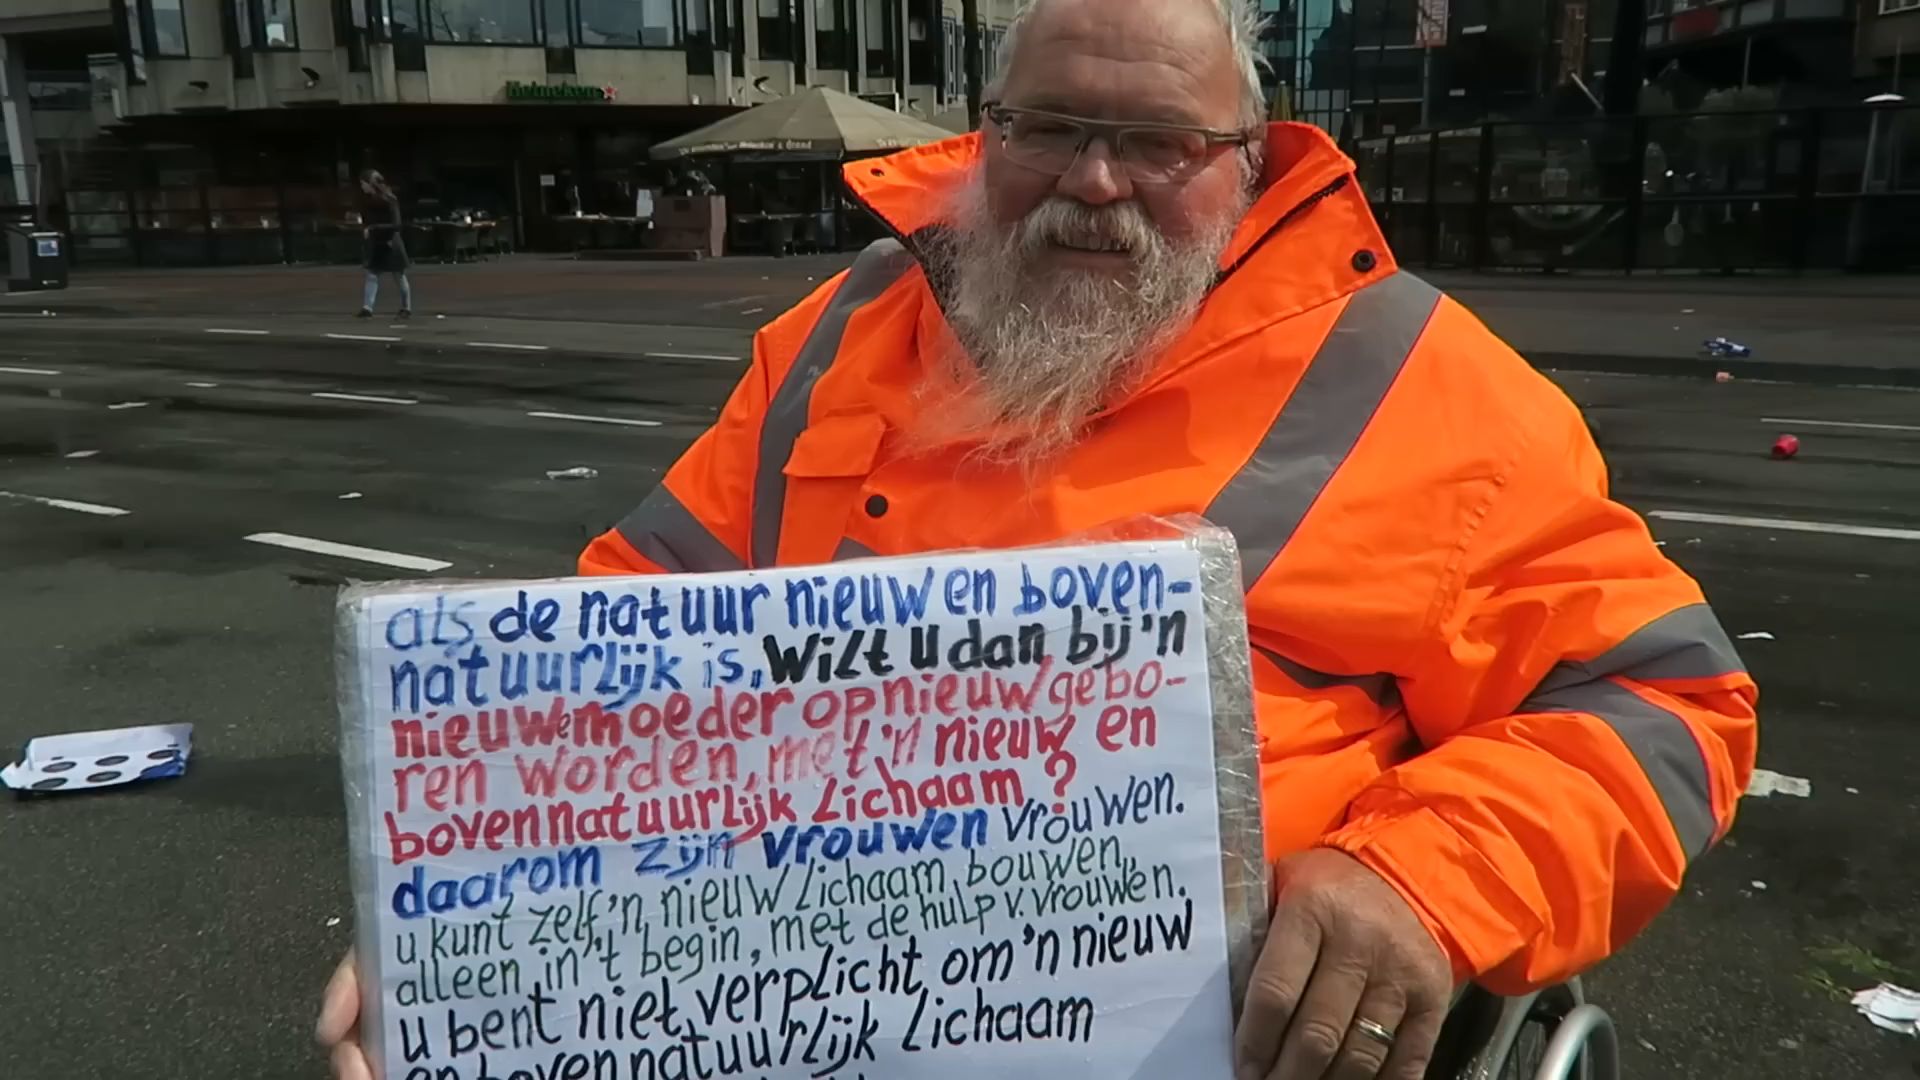 Heineken
als de natuur nieuw en boven-
natuurlijk is, wilt u dan bij 'n
nieuwe moeder opnieuw gebo-
ren worden, met 'n nieuw en
bovennatuurlijk lichaam?
daarom zijn vrouwen vrouwen.
u kunt zelf 'n nieuw lichaam bouwen,
alleen in 't begin, met de hulp v. vrouwen.
u bent niet verplicht om 'n nieuw
en bovennatuurlijk lichaam